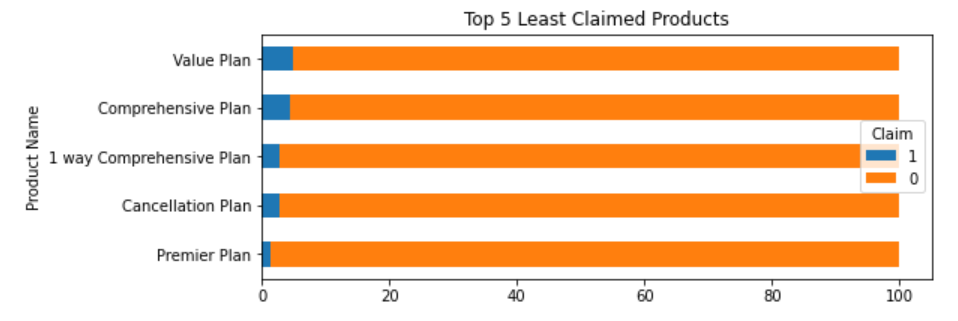 Top 5 Least Claimed Products
Product Name
Value Plan
Comprehensive Plan
1 way Comprehensive Plan
Cancellation Plan
Premier Plan
Claim
1
0
0 20 40 60 80 100